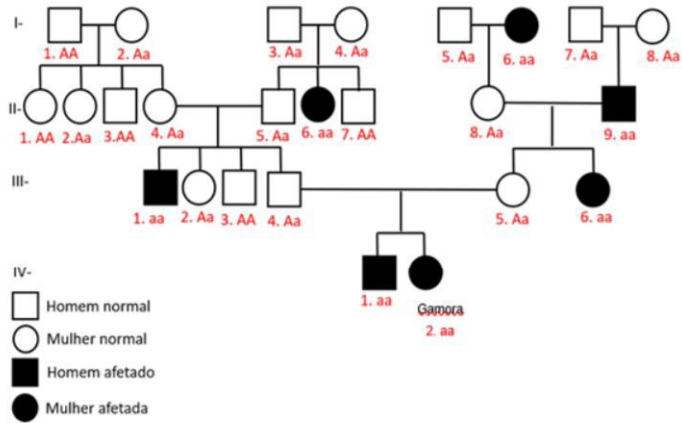 I-
1. AA
2. Aa
3. Aa
4. Aa
5. Aa
6. aa
7. Aa
8. Aa
II-
1. AA
2.Aa
3.AA
4. Aa
5. Aa
6. aa
7. AA
8. Aa
9. aa
III-
1. aa
2. Aa
3. AA
4. Aa
5. Aa
6. aa
IV-
1. aa
Gamora
2. aa
Homem normal
Mulher normal
Homem afetado
Mulher afetada